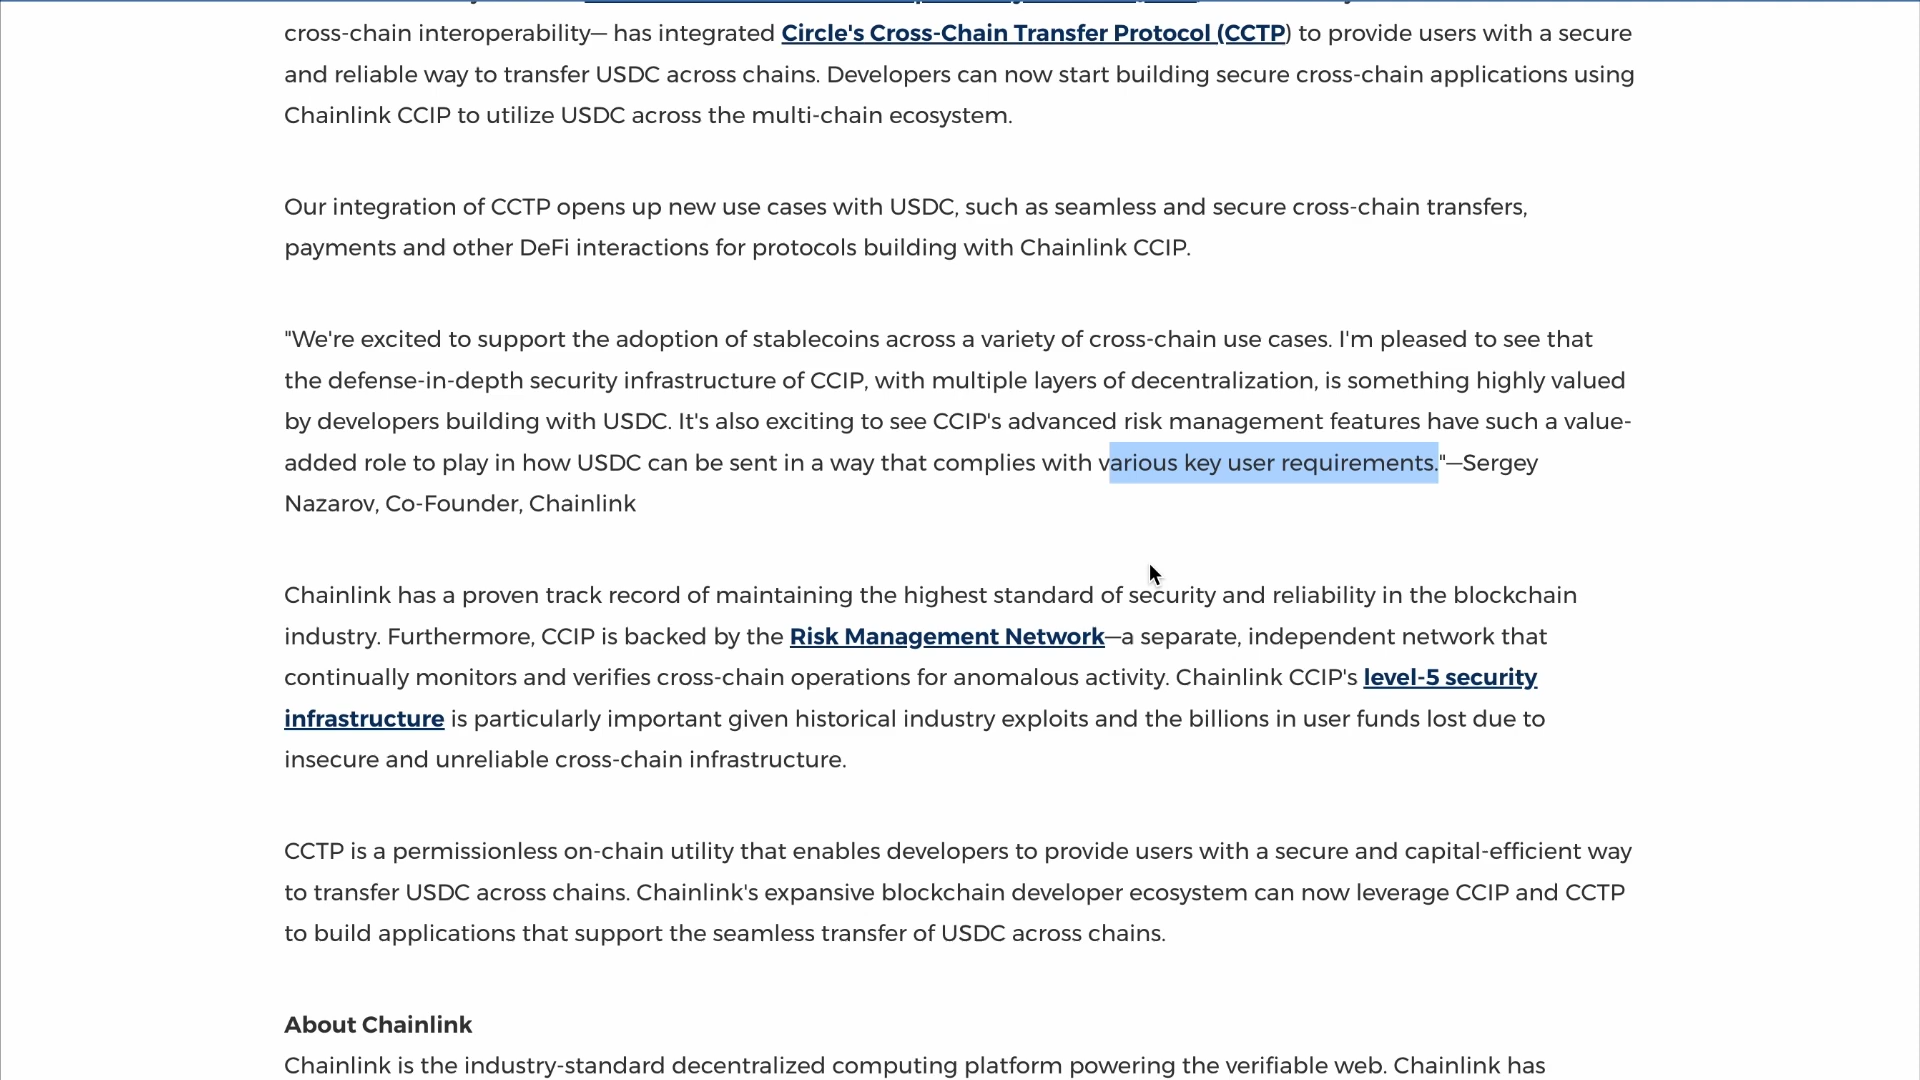 cross-chain interoperability— has integrated Circle's Cross-Chain Transfer Protocol (CCTP) to provide users with a secure
and reliable way to transfer USDC across chains. Developers can now start building secure cross-chain applications using
Chainlink CCIP to utilize USDC across the multi-chain ecosystem.
Our integration of CCTP opens up new use cases with USDC, such as seamless and secure cross-chain transfers,
payments and other DeFi interactions for protocols building with Chainlink CCIP.
"We're excited to support the adoption of stablecoins across a variety of cross-chain use cases. I'm pleased to see that
the defense-in-depth security infrastructure of CCIP, with multiple layers of decentralization, is something highly valued
by developers building with USDC. It's also exciting to see CCIP's advanced risk management features have such a value-
added role to play in how USDC can be sent in a way that complies with various key user requirements."—Sergey
Nazarov, Co-Founder, Chainlink
Chainlink has a proven track record of maintaining the highest standard of security and reliability in the blockchain
industry. Furthermore, CCIP is backed by the Risk Management Network—a separate, independent network that
continually monitors and verifies cross-chain operations for anomalous activity. Chainlink CCIP's level-5 security
infrastructure is particularly important given historical industry exploits and the billions in user funds lost due to
insecure and unreliable cross-chain infrastructure.
CCTP is a permissionless on-chain utility that enables developers to provide users with a secure and capital-efficient way
to transfer USDC across chains. Chainlink's expansive blockchain developer ecosystem can now leverage CCIP and CCTP
to build applications that support the seamless transfer of USDC across chains.
About Chainlink
Chainlink is the industry-standard decentralized computing platform powering the verifiable web. Chainlink has